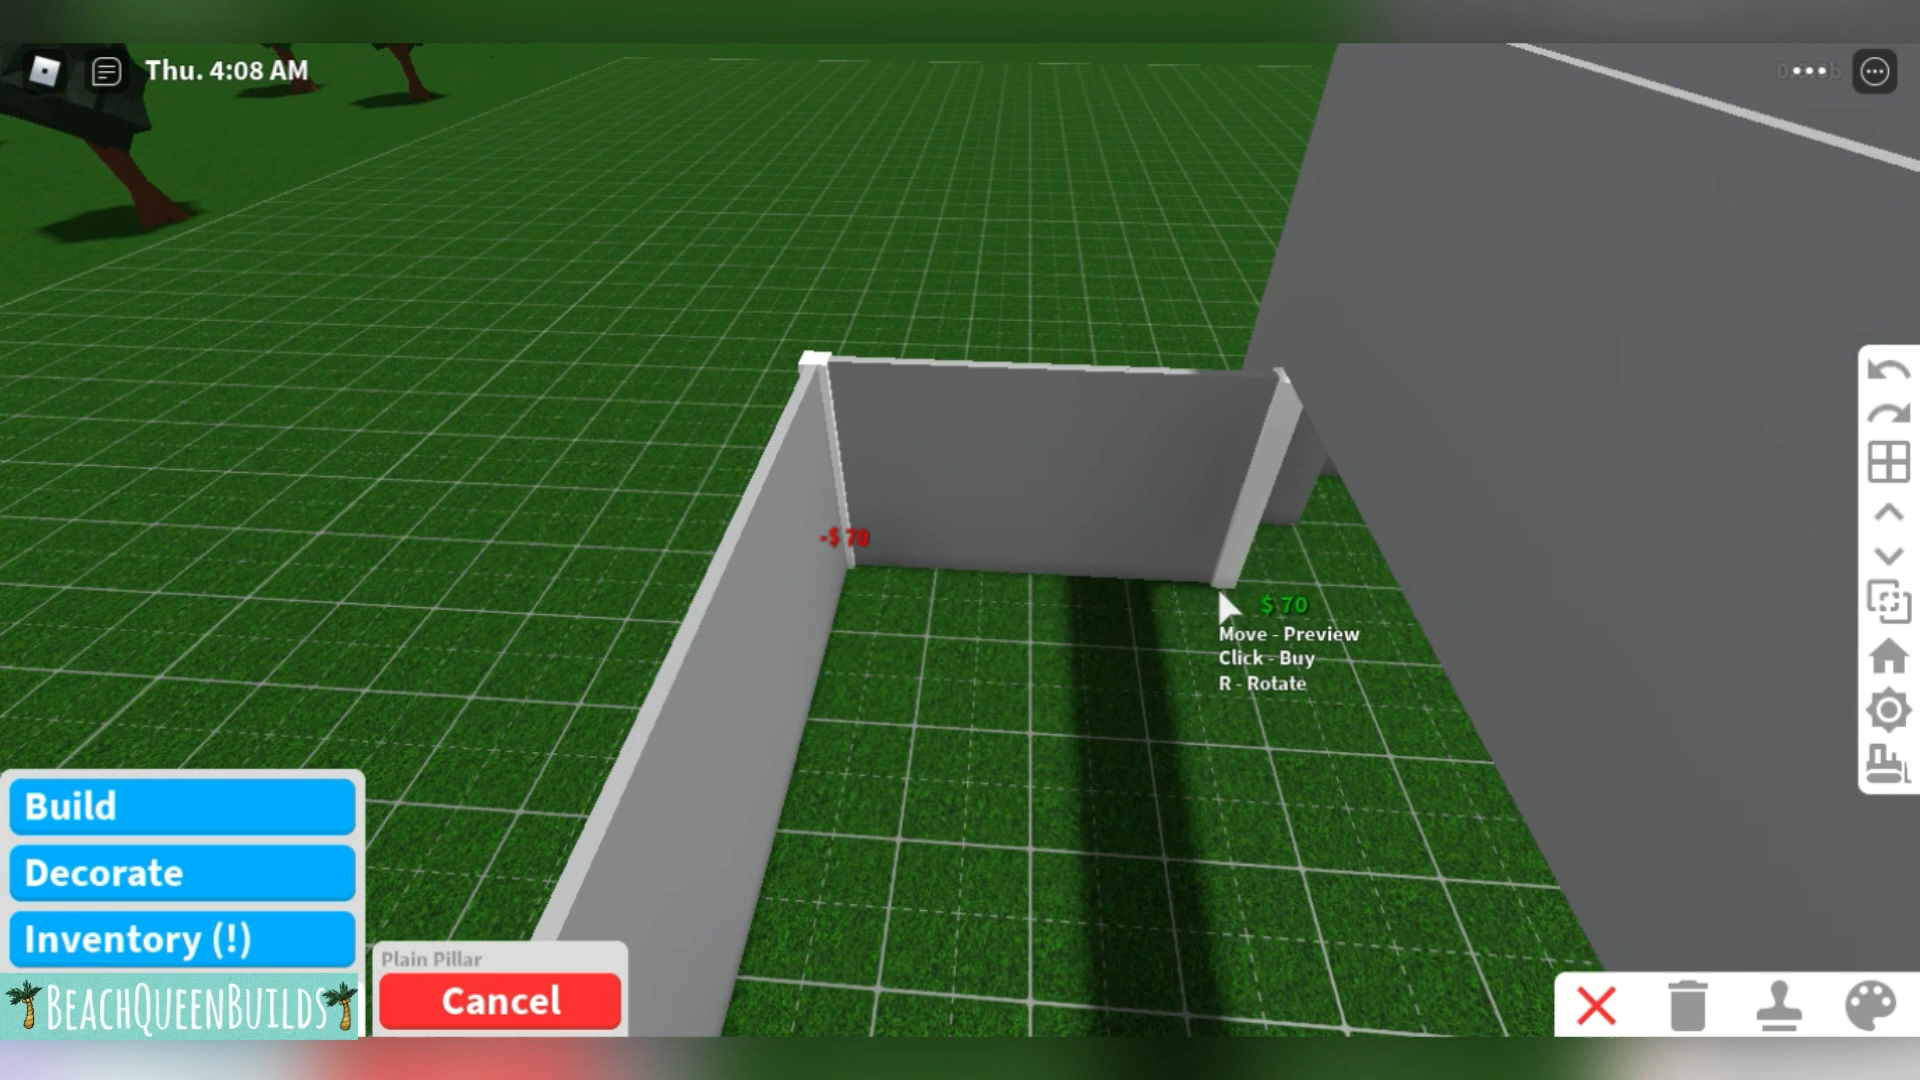 Thu. 4:08 AM
-$ 70
$ 70
Move - Preview
Click - Buy
R - Rotate
Build
Decorate
Inventory (!)
BEACHQUEENBUILDS
Plain Pillar
Cancel